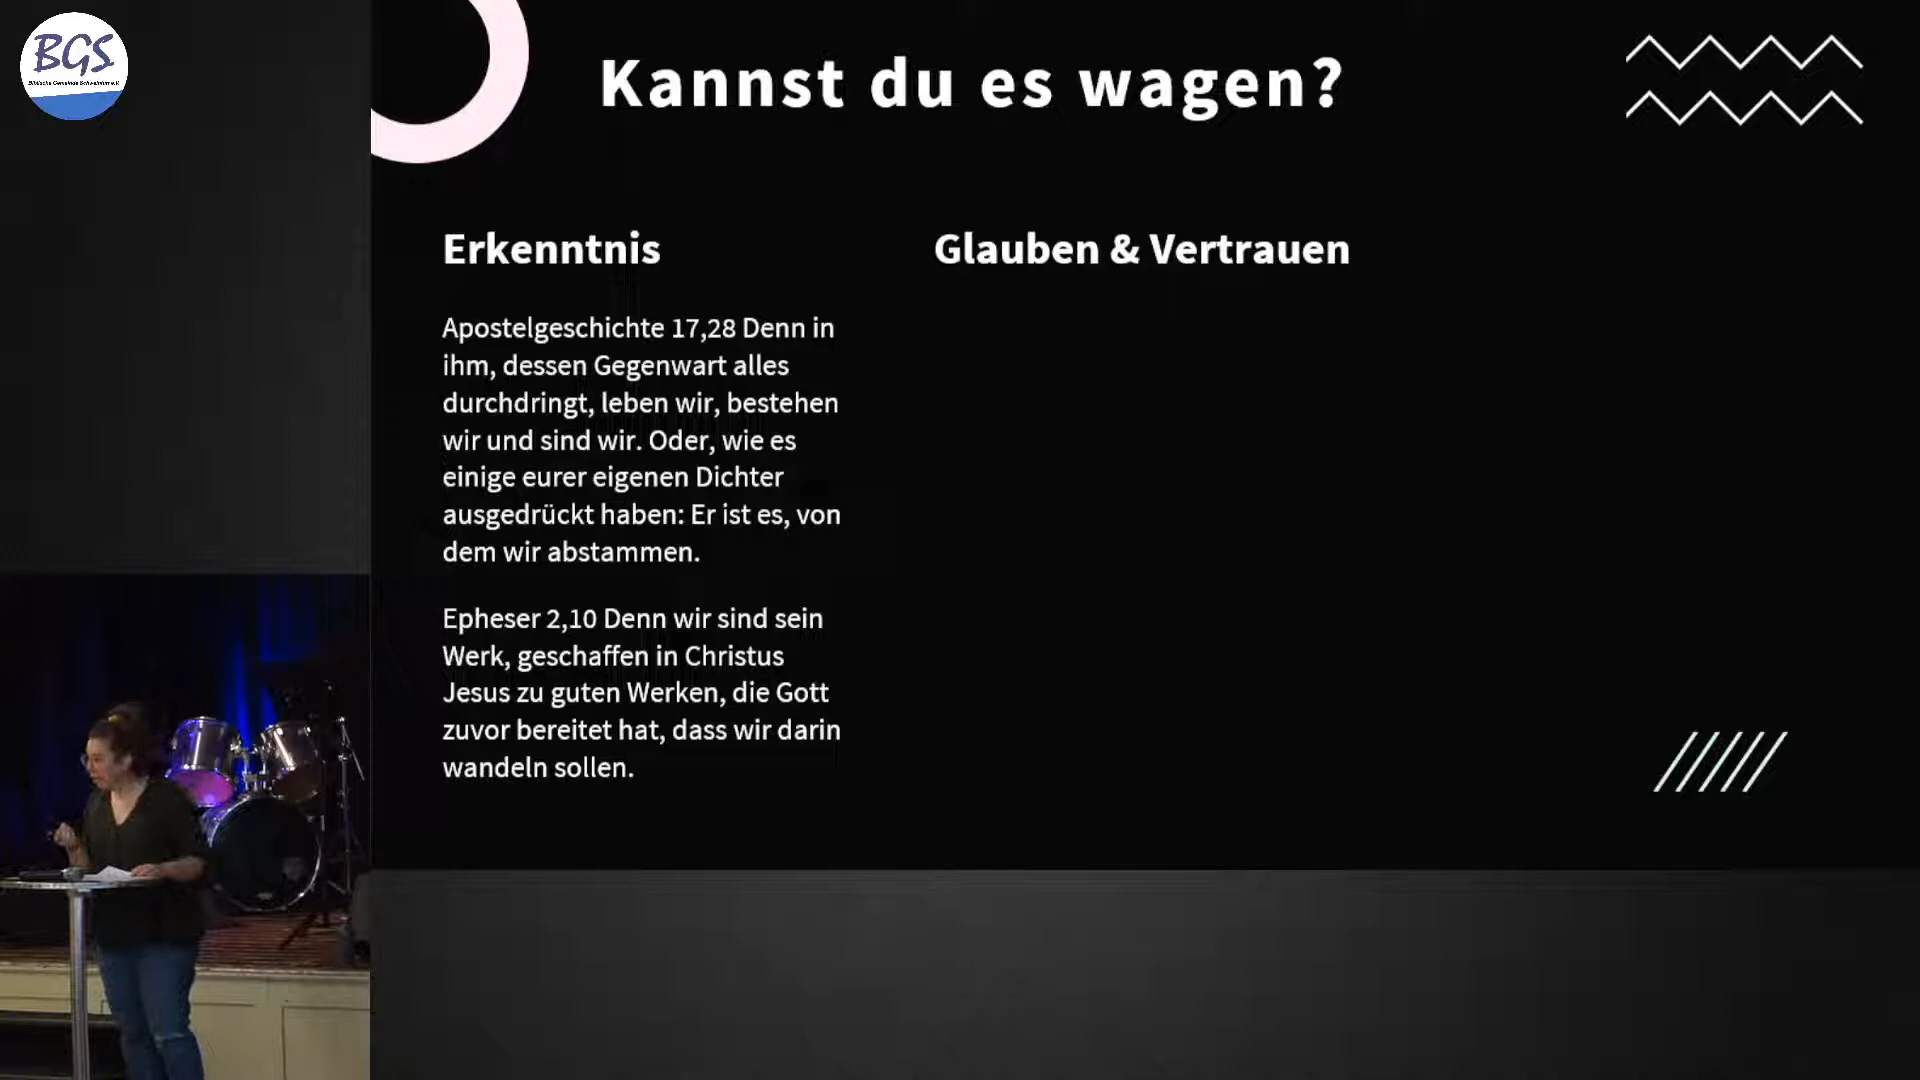 BGS
Biblische Gemeinde Schweinfurt e.V.
Kannst du es wagen?
Erkenntnis
Apostelgeschichte 17,28 Denn in
ihm, dessen Gegenwart alles
durchdringt, leben wir, bestehen
wir und sind wir. Oder, wie es
einige eurer eigenen Dichter
ausgedrückt haben: Er ist es, von
dem wir abstammen.
Epheser 2,10 Denn wir sind sein
Werk, geschaffen in Christus
Jesus zu guten Werken, die Gott
zuvor bereitet hat, dass wir darin
wandeln sollen.
Glauben & Vertrauen